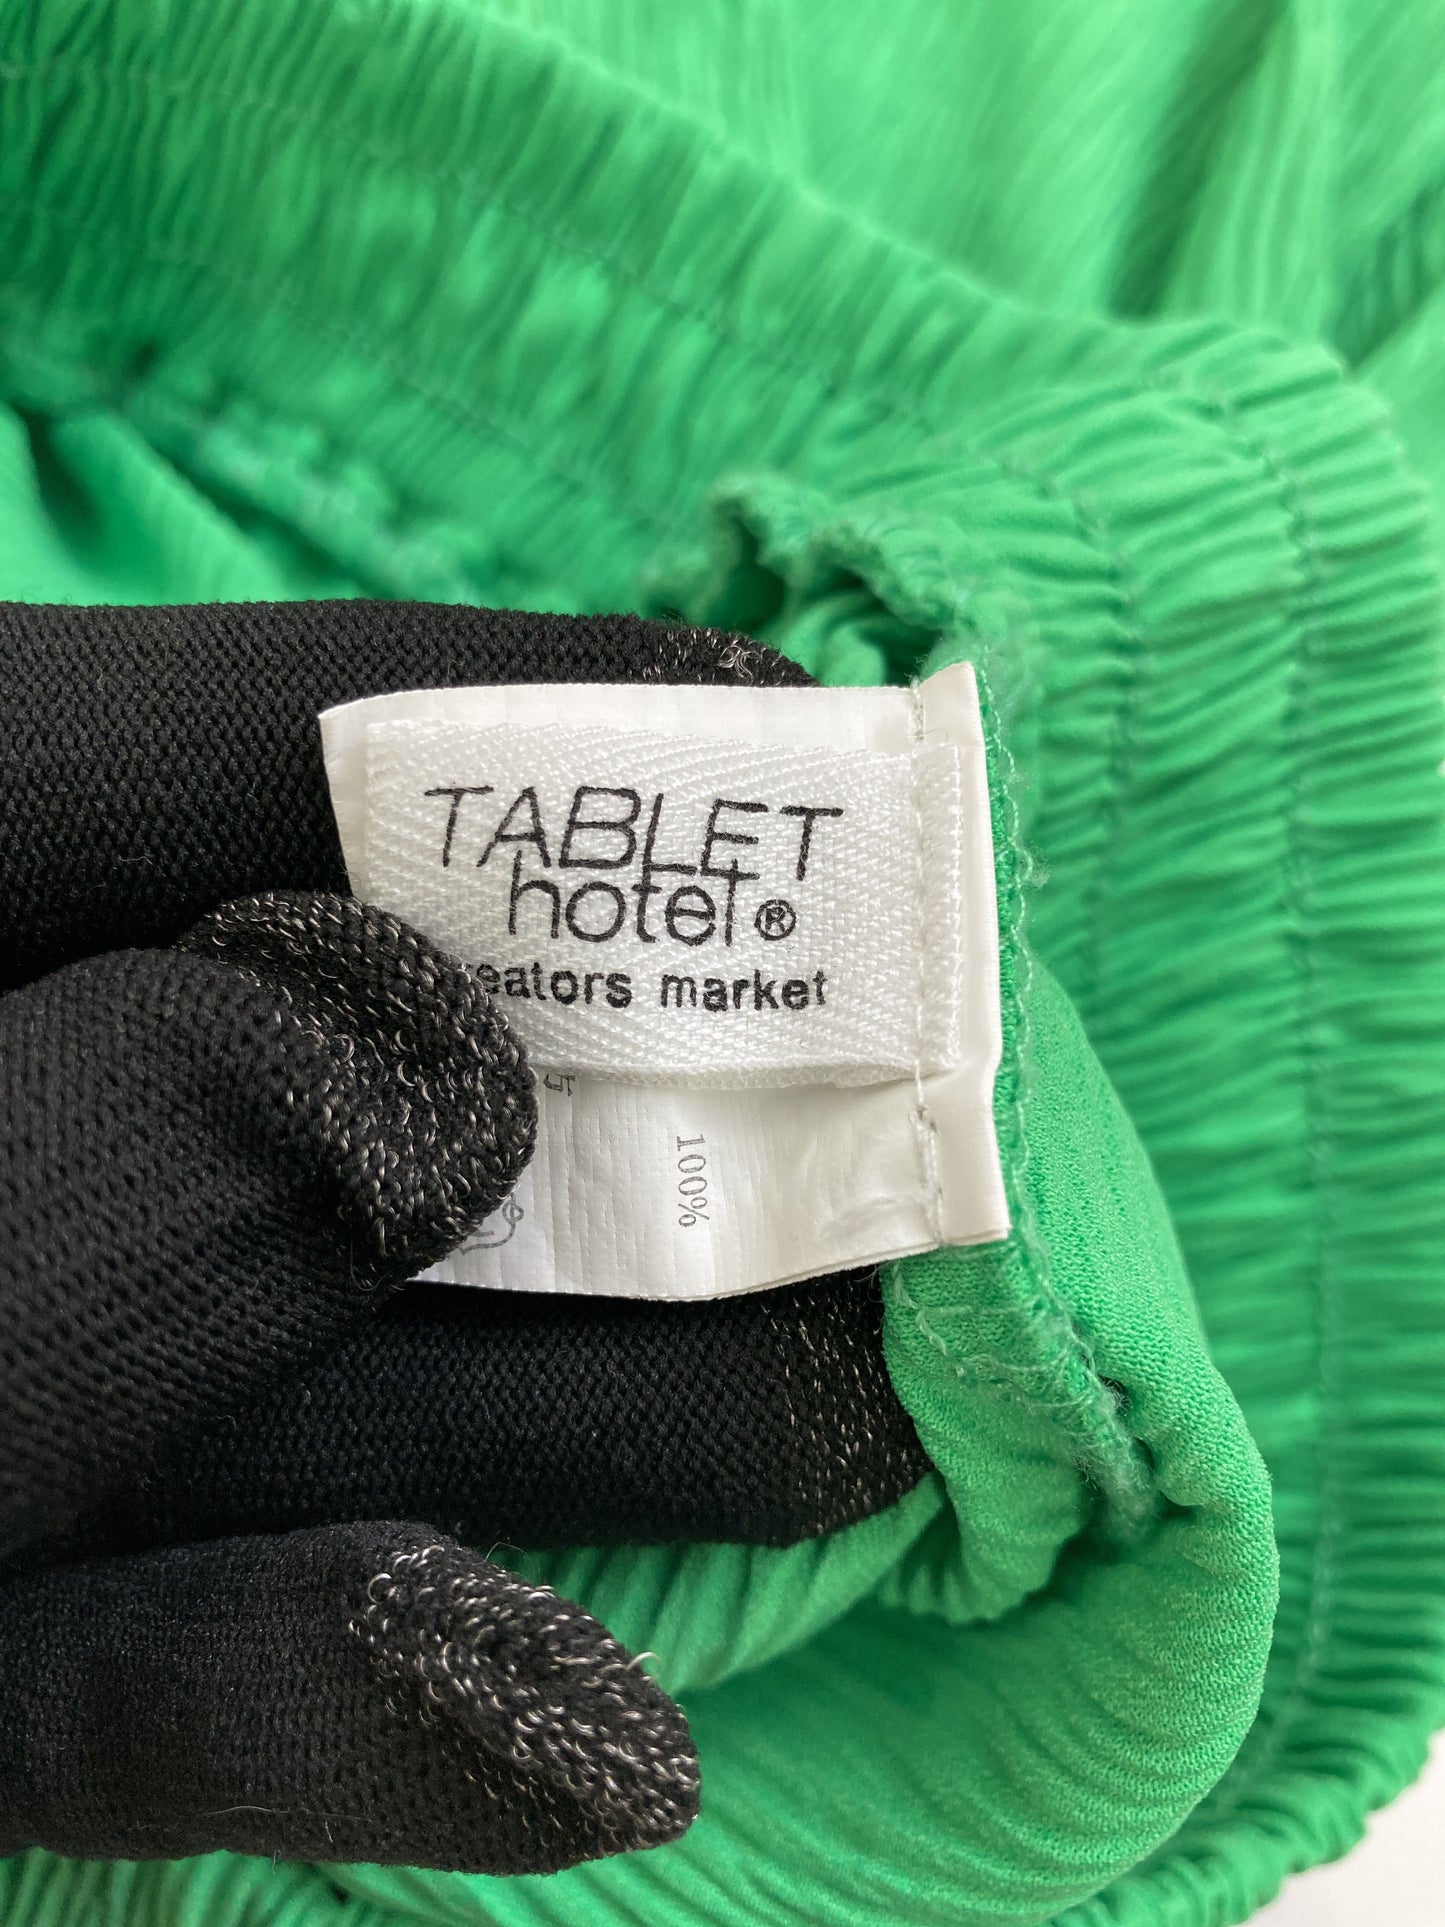 TABLET
hotel®
eators market
100%